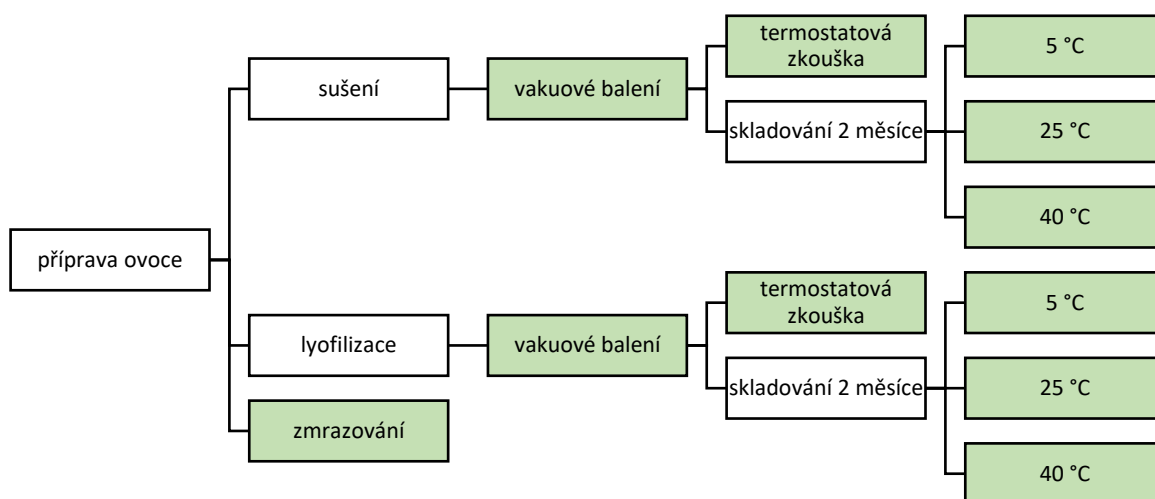 příprava ovoce
sušení
vakuové balení
termostatová
zkouška
skladování 2 měsíce
5 °C
25 °C
40 °C
lyofilizace
vakuové balení
termostatová
zkouška
skladování 2 měsíce
5 °C
25 °C
40 °C
zmrazování